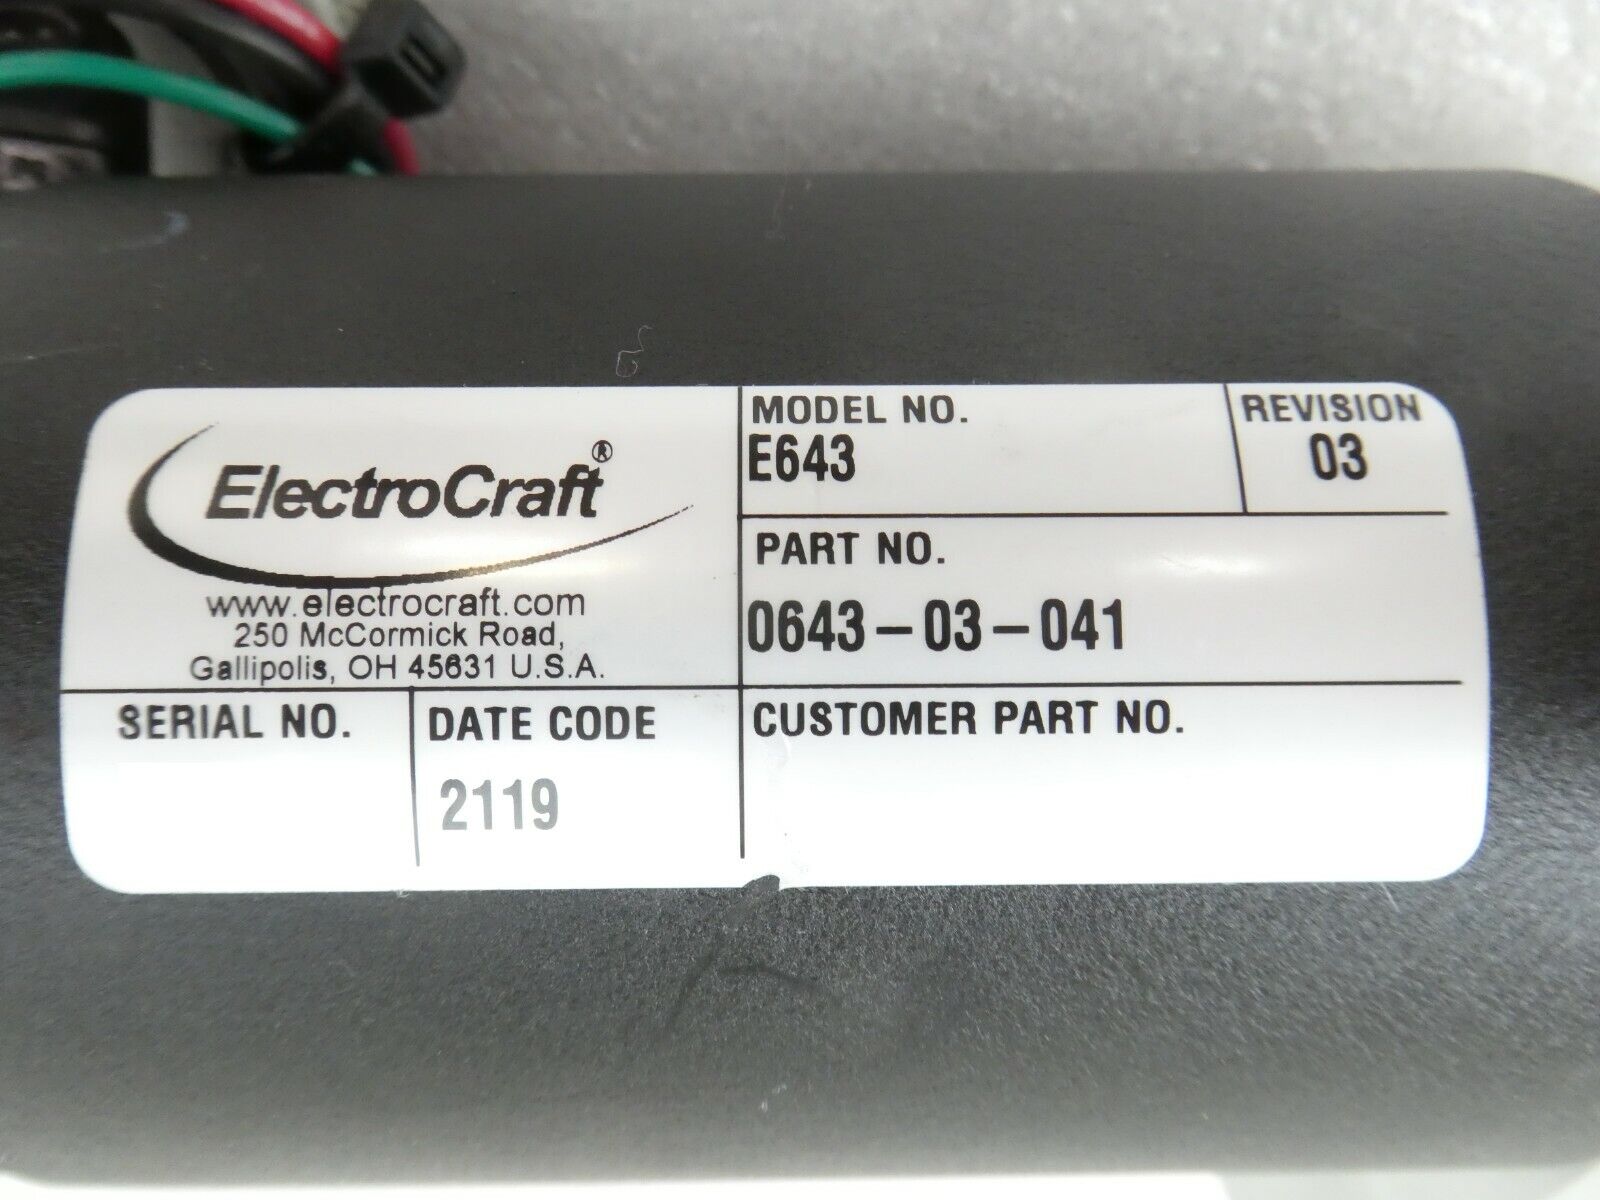 ElectroCraft®
www.electrocraft.com
250 McCormick Road,
Gallipolis, OH 45631 U.S.A.
MODEL NO.
E643
REVISION
03
PART NO.
0643-03-041
SERIAL NO.
DATE CODE
2119
CUSTOMER PART NO.